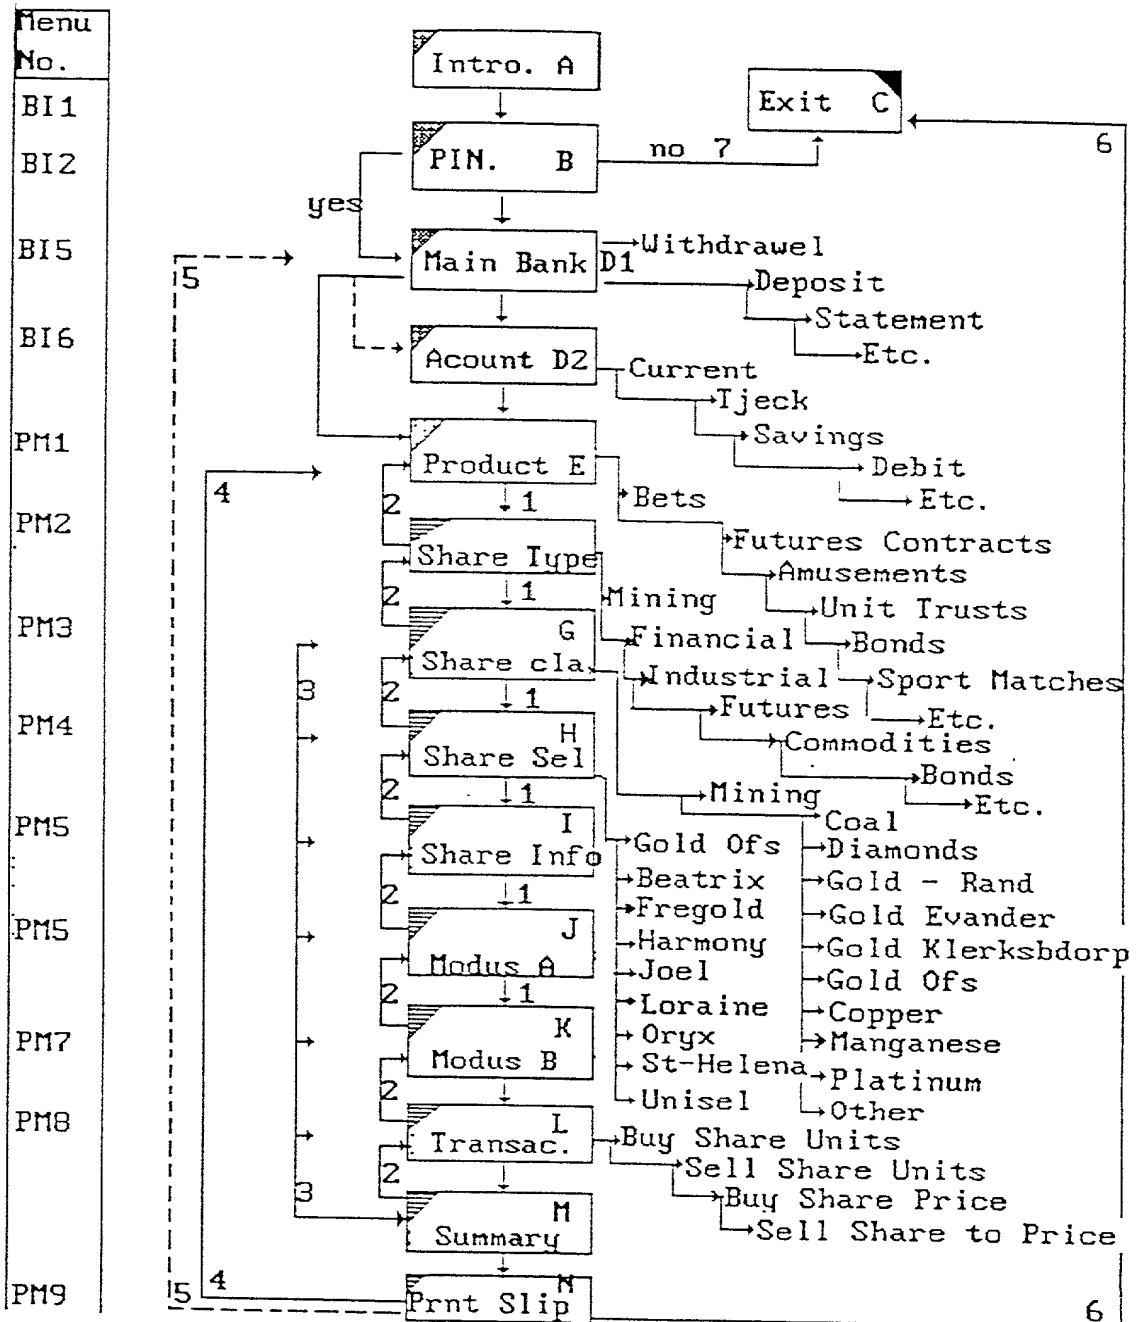 Menu
No.
Intro. A
Exit C
BI1
6
BI2
PIN. B
no 7
yes
BI5
Main Bank D1
Withdrawel
5
Deposit
Statement
BI6
Etc.
Acount D2
Current
Tjeck
PM1
Savings
Product E
Debit
4
Etc.
2
1
Bets
PM2
Futures Contracts
Share Type
Amusements
2
1
Mining
Unit Trusts
PM3
G
Financial
Bonds
Share cla.
Industrial
Sport Matches
3
2
1
Futures
Etc.
PM4
H
Commodities
Share Sel
Bonds
2
1
Mining
Etc.
PM5
I
Coal
Share Info
Gold Ofs
Diamonds
2
1
Beatrix
Gold - Rand
PM5
J
Fregold
Gold Evander
Modus A
Harmony
Gold Klerksbdorp
Joel
Gold Ofs
2
1
Loraine
Copper
PM7
K
Oryx
Manganese
Modus B
St-Helena
Platinum
2
Unisel
Other
PM8
L
Transac.
Buy Share Units
2
Sell Share Units
3
M
Buy Share Price
Summary
Sell Share to Price
4
PM9
5
N
Prnt Slip
6